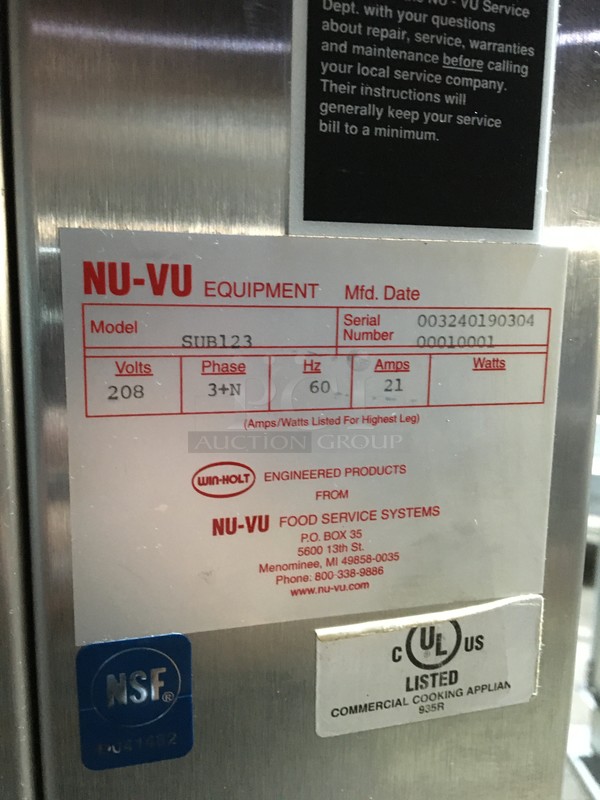 NU - VU Service
Dept. with your questions
about repair, service, warranties
and maintenance before calling
your local service company.
Their instructions will
generally keep your service
bill to a minimum.
NU-VU EQUIPMENT Mfd. Date
Model SUB123 Serial Number 003240190304 00010001
Volts Phase Hz Amps Watts
208 3+N 60 21
(Amps/Watts Listed For Highest Leg)
PCI
AUCTION GROUP
WIN-HOLT ENGINEERED PRODUCTS
FROM
NU-VU FOOD SERVICE SYSTEMS
P.O. BOX 35
5600 13th St.
Menominee, MI 49858-0035
Phone: 800-338-9886
www.nu-vu.com
C UL US
LISTED
COMMERCIAL COOKING APPLIAN
935R
NSF®